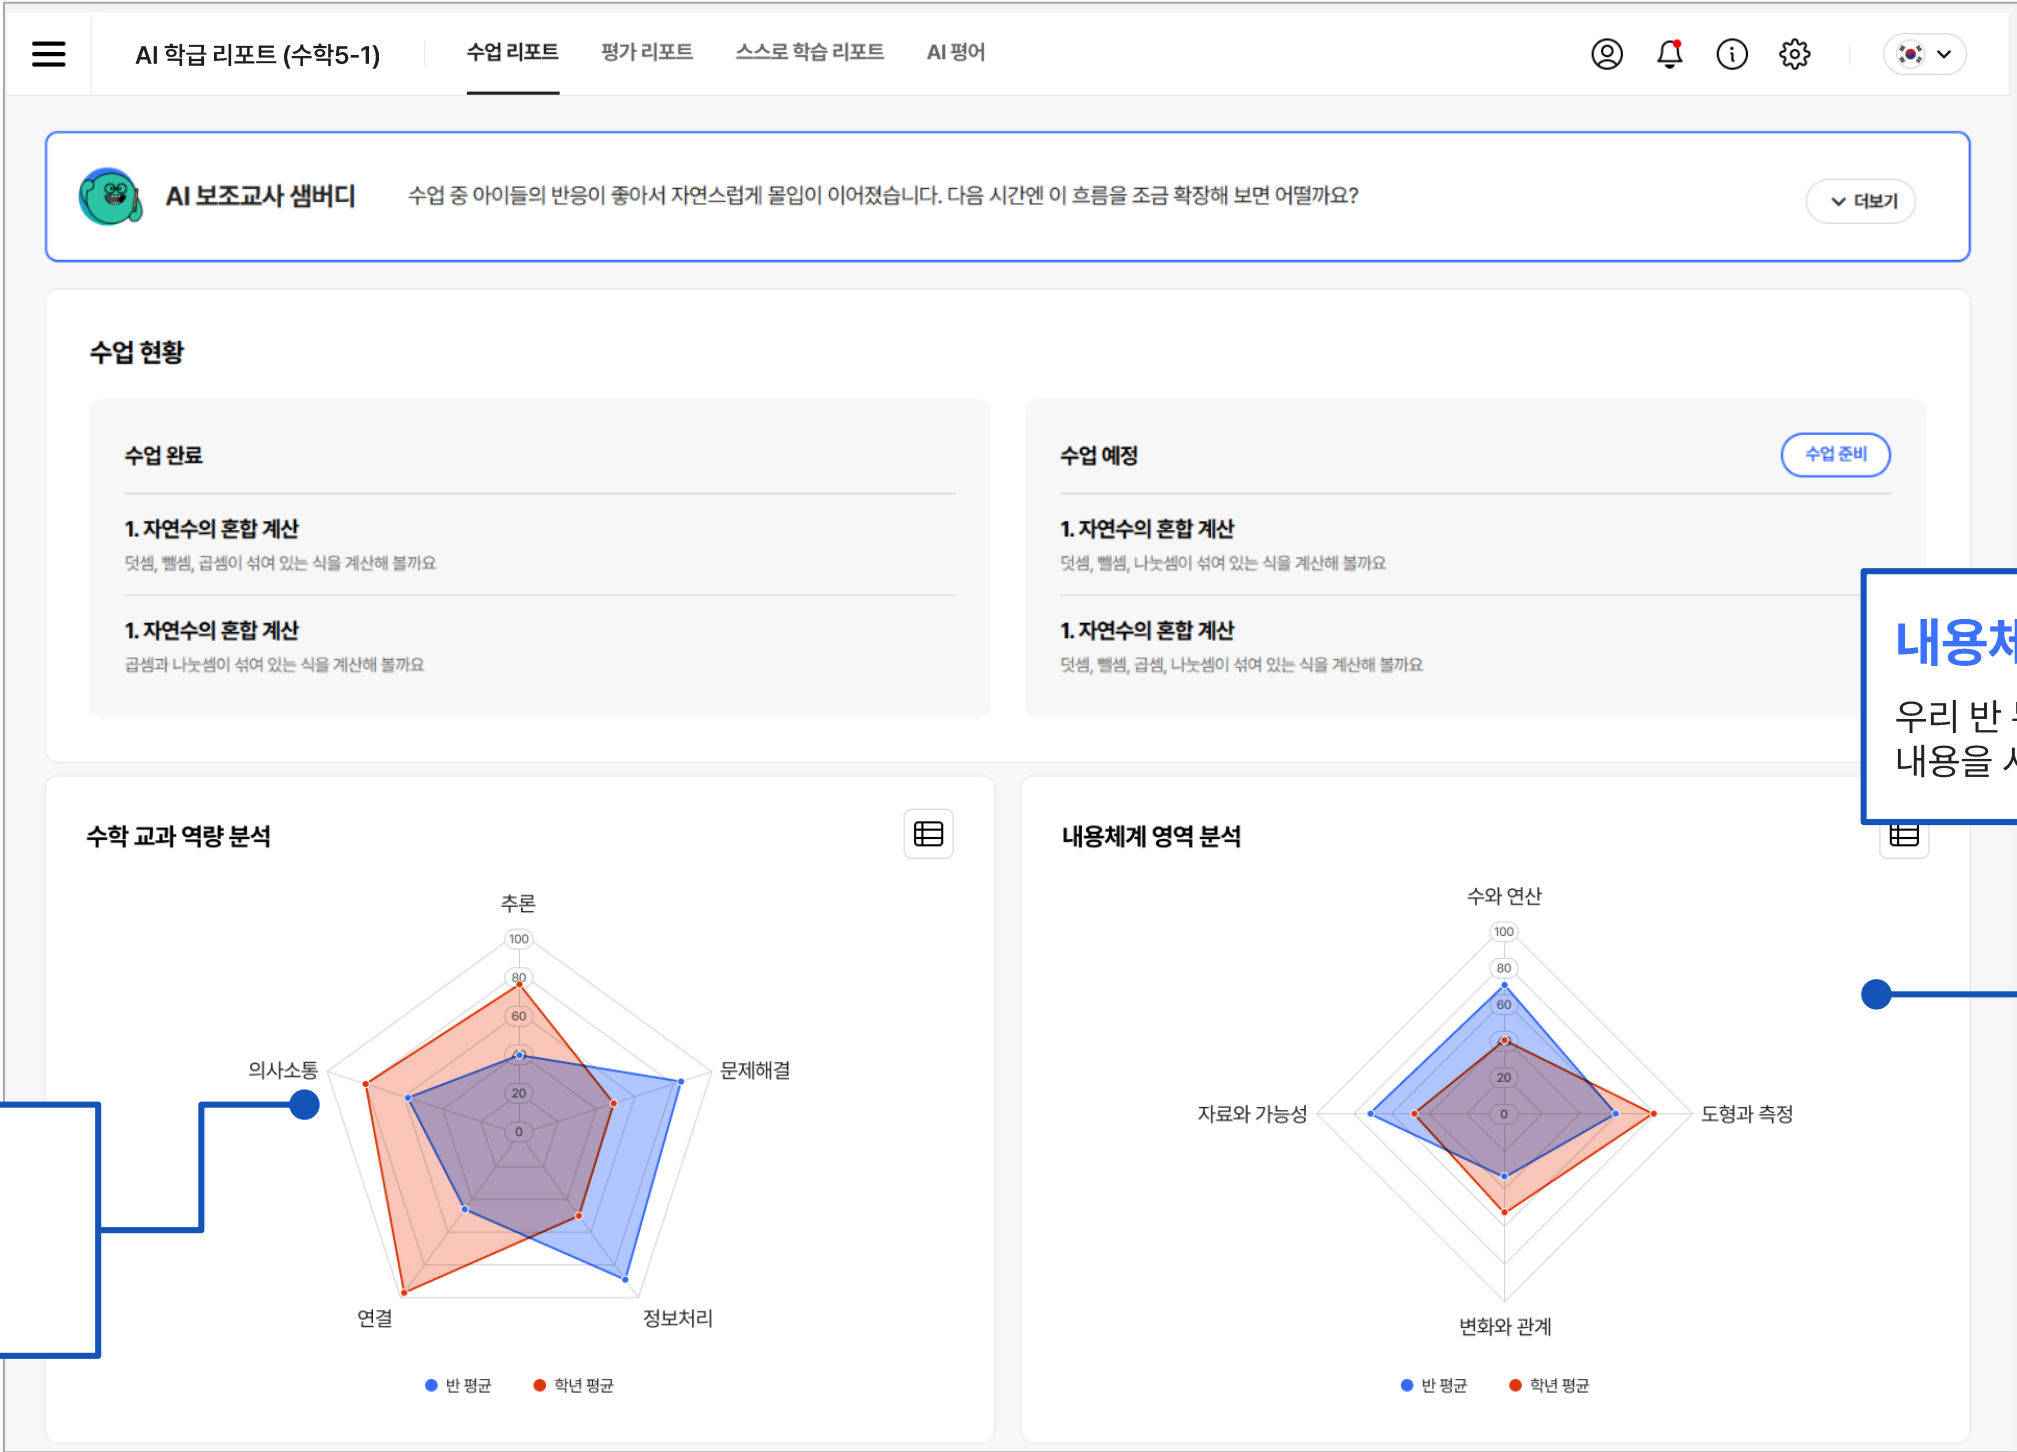 AI 학급 리포트 (수학5-1)
수업 리포트
평가 리포트
스스로 학습 리포트
AI 평어
AI 보조교사 샘버디
수업 중 아이들의 반응이 좋아서 자연스럽게 몰입이 이어졌습니다. 다음 시간엔 이 흐름을 조금 확장해 보면 어떨까요?
더보기
수업 현황
수업 완료
1. 자연수의 혼합 계산
덧셈, 뺄셈, 곱셈이 섞여 있는 식을 계산해 볼까요
1. 자연수의 혼합 계산
곱셈과 나눗셈이 섞여 있는 식을 계산해 볼까요
수업 예정
수업 준비
1. 자연수의 혼합 계산
덧셈, 뺄셈, 나눗셈이 섞여 있는 식을 계산해 볼까요
1. 자연수의 혼합 계산
덧셈, 뺄셈, 곱셈, 나눗셈이 섞여 있는 식을 계산해 볼까요
내용체
우리 반
내용을
수학 교과 역량 분석
추론
100
80
60
20
0
의사소통
문제해결
연결
정보처리
반 평균
학년 평균
내용체계 영역 분석
수와 연산
100
80
60
20
0
자료와 가능성
도형과 측정
변화와 관계
반 평균
학년 평균